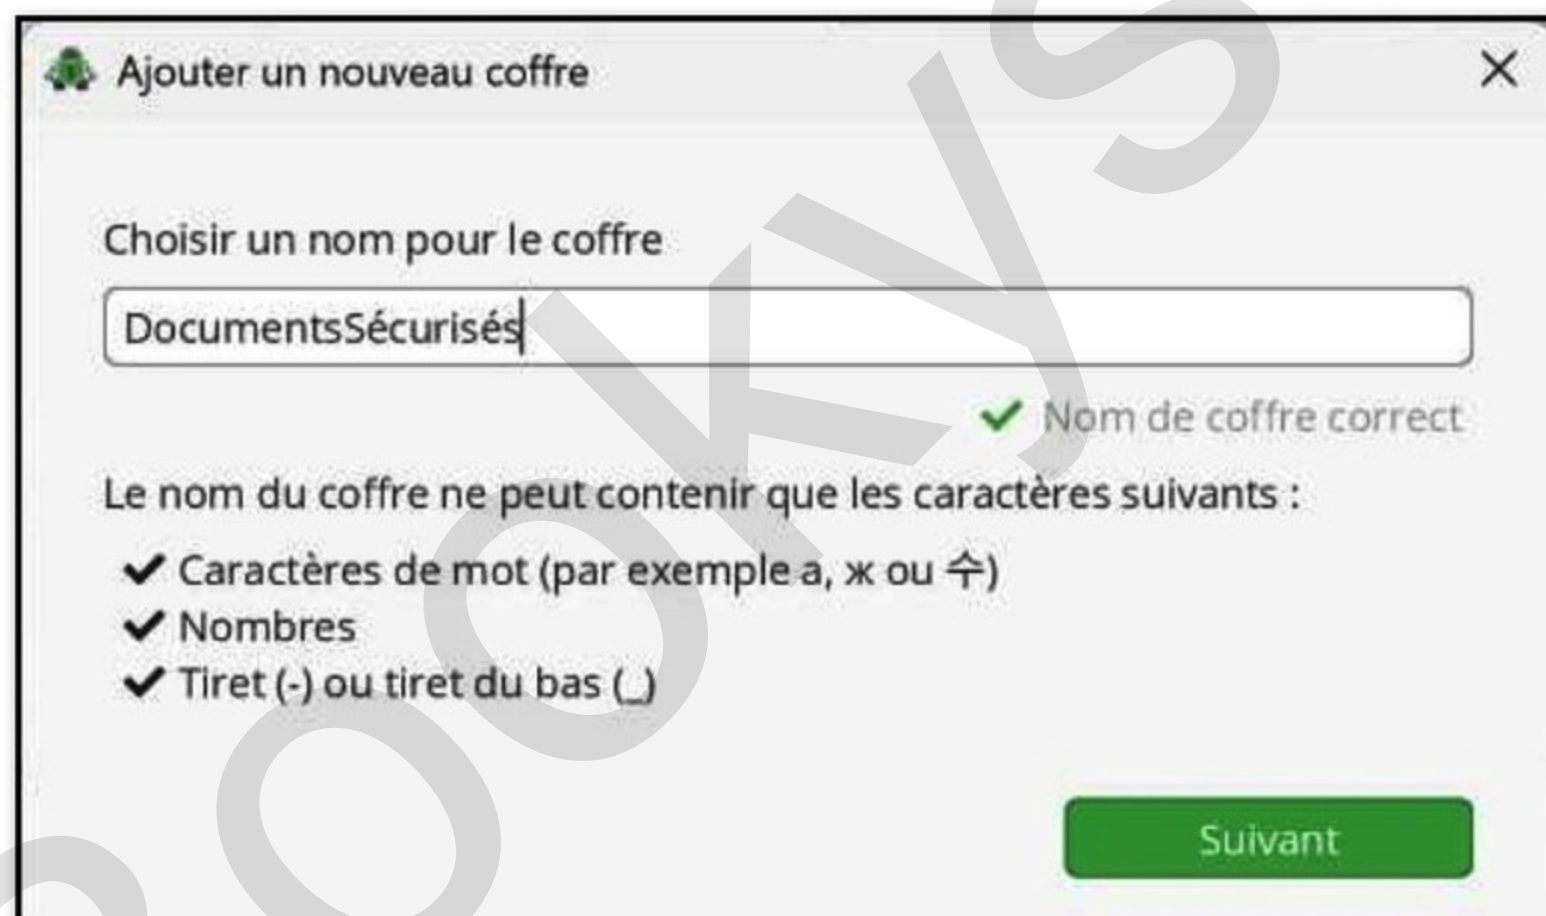 Ajouter un nouveau coffre
Choisir un nom pour le coffre
DocumentsSécurisés
Nom de coffre correct
Le nom du coffre ne peut contenir que les caractères suivants :
Caractères de mot (par exemple a, ж ou 수)
Nombres
Tiret (-) ou tiret du bas (_)
Suivant
ookys